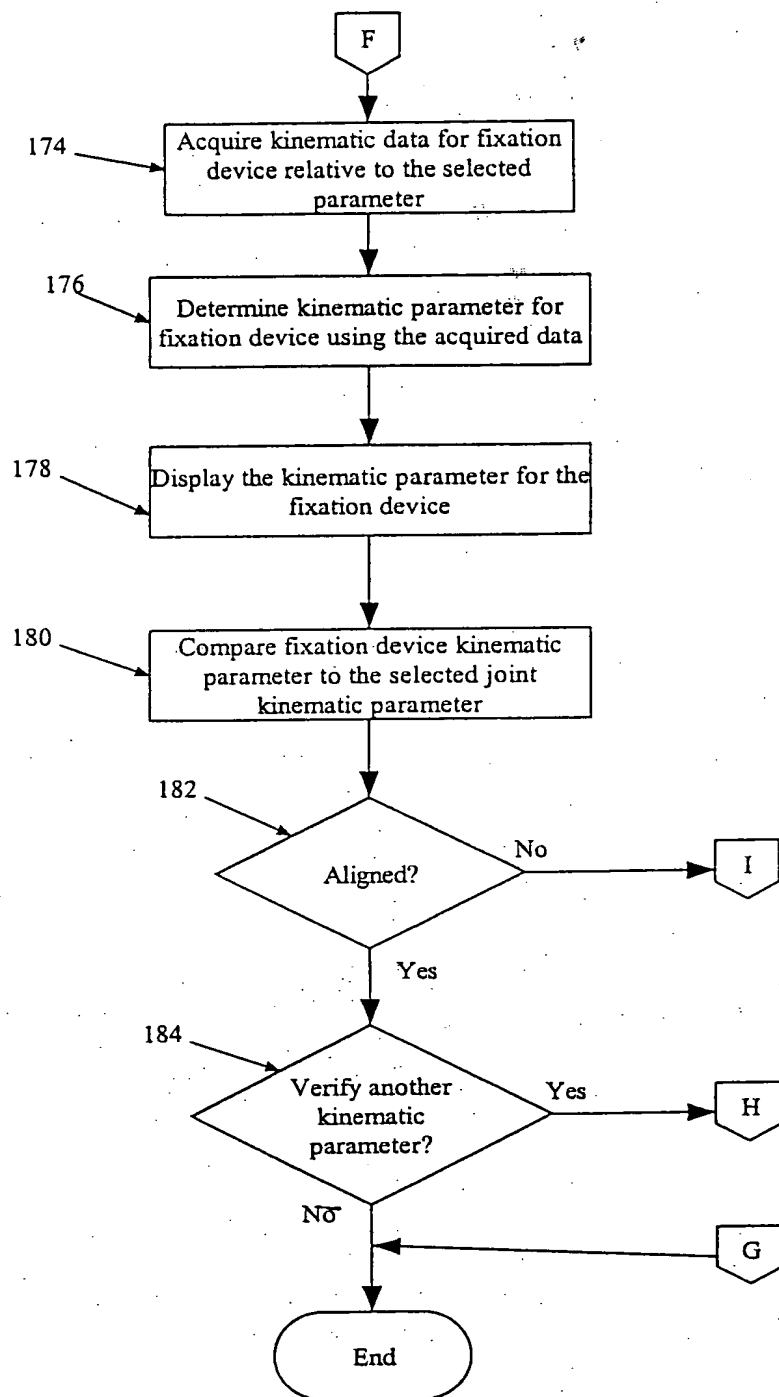 F
174
Acquire kinematic data for fixation
device relative to the selected
parameter
176
Determine kinematic parameter for
fixation device using the acquired data
178
Display the kinematic parameter for the
fixation device
180
Compare fixation device kinematic
parameter to the selected joint
kinematic parameter
182
Aligned?
No
I
Yes
184
Verify another
kinematic
parameter?
Yes
H
No
G
End